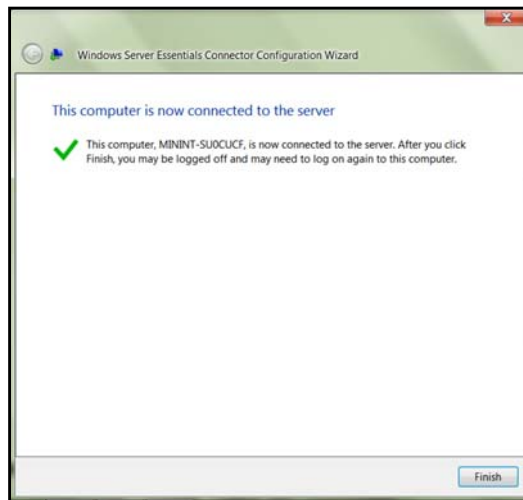 Windows Server Essentials Connector Configuration Wizard
This computer is now connected to the server
This computer, MININT-SU0CUCF, is now connected to the server. After you click
Finish, you may be logged off and may need to log on again to this computer.
Finish